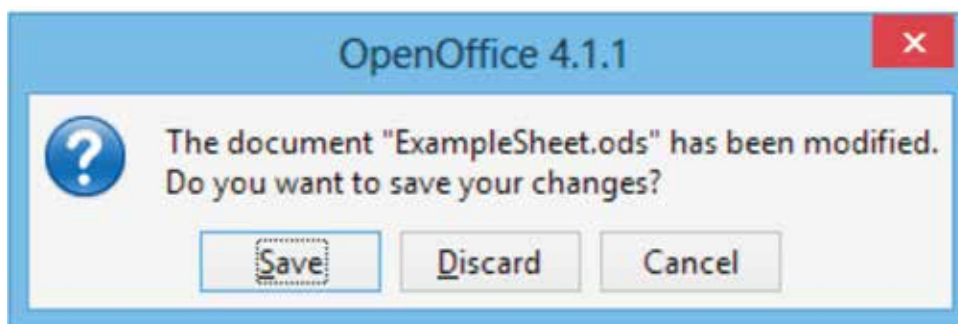 OpenOffice 4.1.1
The document "ExampleSheet.ods" has been modified.
Do you want to save your changes?
Save Discard Cancel